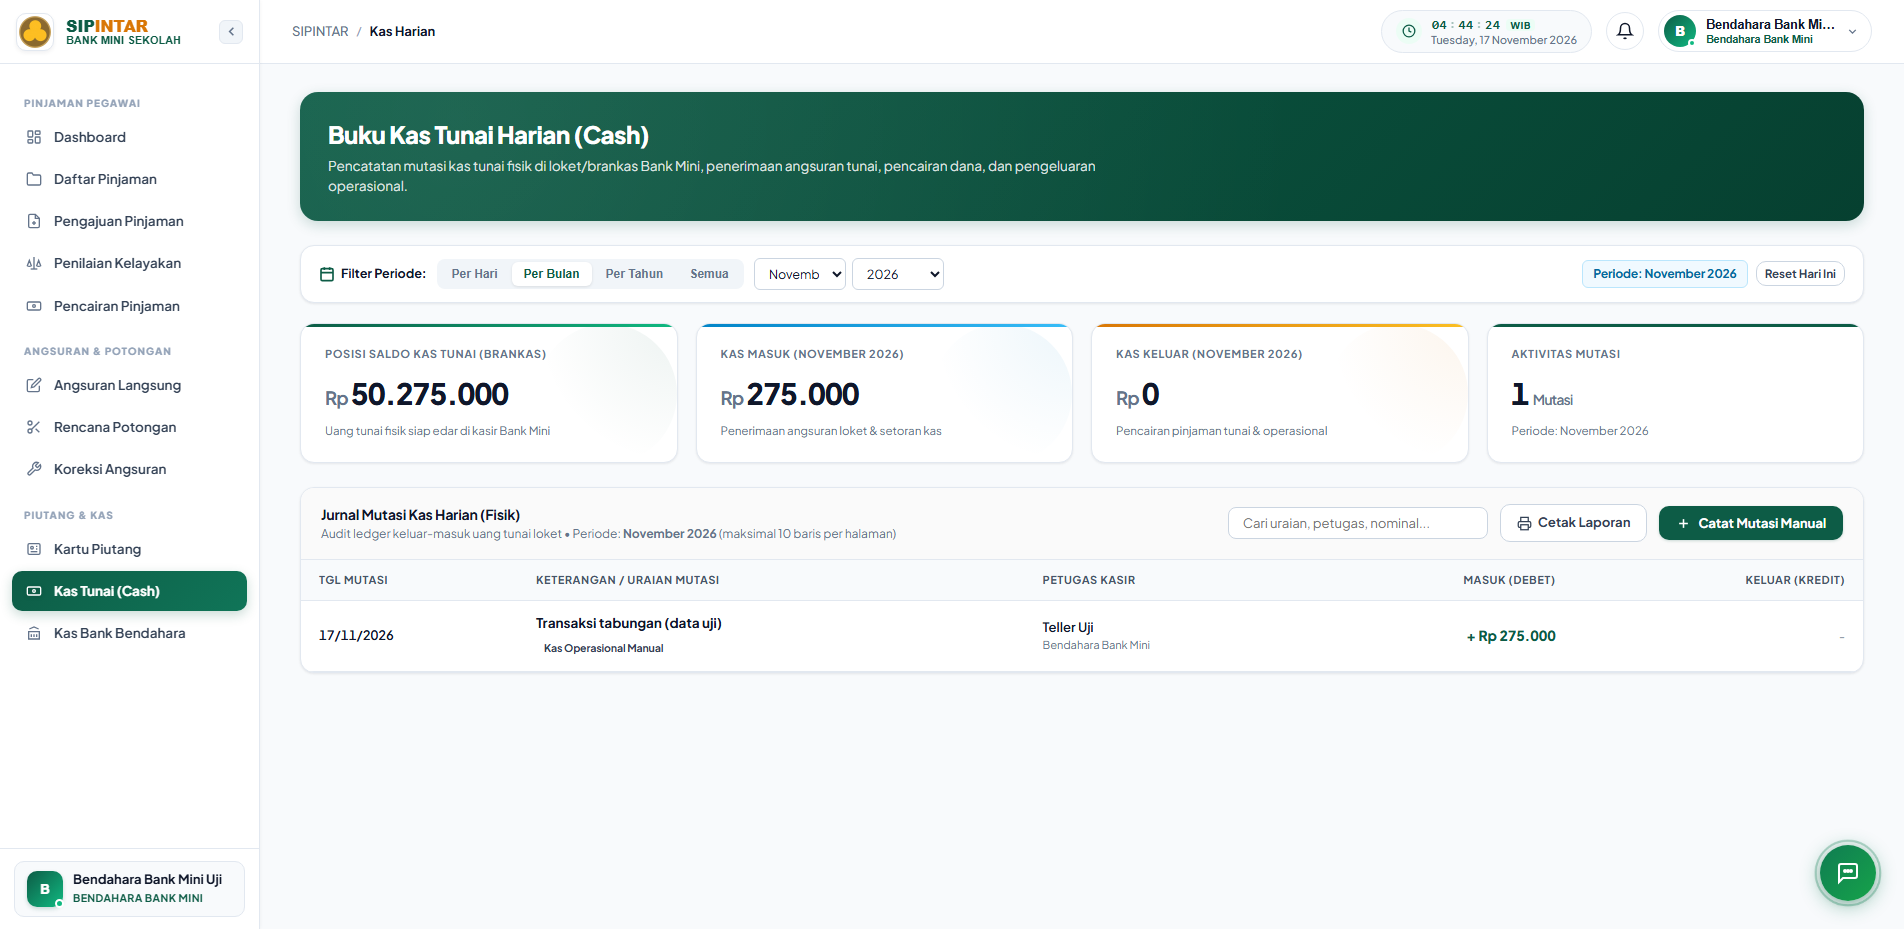 SIPINTAR
BANK MINI SEKOLAH
SIPINTAR / Kas Harian
04 : 44 : 24 WIB
Tuesday, 17 November 2026
B
Bendahara Bank Mi...
Bendahara Bank Mini
PINJAMAN PEGAWAI
Dashboard
Daftar Pinjaman
Pengajuan Pinjaman
Penilaian Kelayakan
Pencairan Pinjaman
ANGSURAN & POTONGAN
Angsuran Langsung
Rencana Potongan
Koreksi Angsuran
PIUTANG & KAS
Kartu Piutang
Kas Tunai (Cash)
Kas Bank Bendahara
B
Bendahara Bank Mini Uji
BENDAHARA BANK MINI
Buku Kas Tunai Harian (Cash)
Pencatatan mutasi kas tunai fisik di loket/brankas Bank Mini, penerimaan angsuran tunai, pencairan dana, dan pengeluaran
operasional.
Filter Periode: Per Hari Per Bulan Per Tahun Semua Novemb 2026 Periode: November 2026 Reset Hari Ini
POSISI SALDO KAS TUNAI (BRANKAS)
Rp 50.275.000
Uang tunai fisik siap edar di kasir Bank Mini
KAS MASUK (NOVEMBER 2026)
Rp 275.000
Penerimaan angsuran loket & setoran kas
KAS KELUAR (NOVEMBER 2026)
Rp 0
Pencairan pinjaman tunai & operasional
AKTIVITAS MUTASI
1 Mutasi
Periode: November 2026
Jurnal Mutasi Kas Harian (Fisik)
Audit ledger keluar-masuk uang tunai loket • Periode: November 2026 (maksimal 10 baris per halaman)
Cari uraian, petugas, nominal...
Cetak Laporan
+ Catat Mutasi Manual
TGL MUTASI KETERANGAN / URAIAN MUTASI PETUGAS KASIR MASUK (DEBET) KELUAR (KREDIT)
17/11/2026
Transaksi tabungan (data uji)
Kas Operasional Manual
Teller Uji
Bendahara Bank Mini
+ Rp 275.000
-